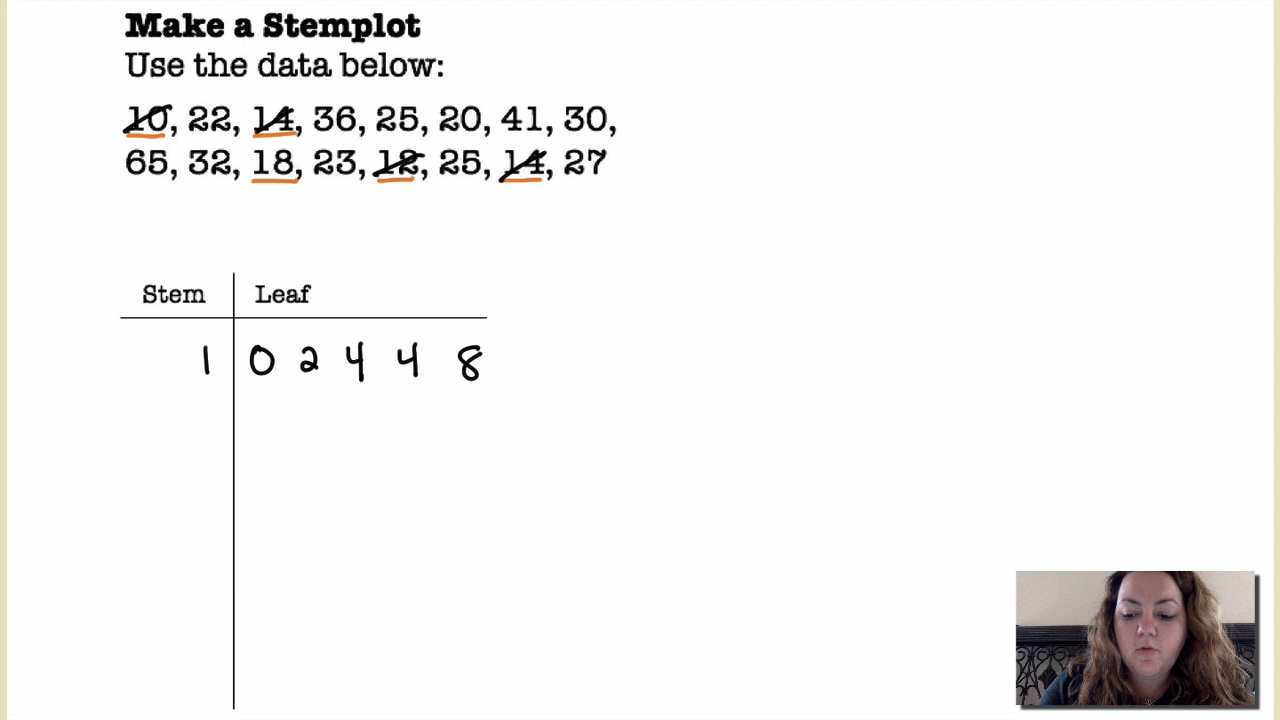 Make a Stemplot
Use the data below:
10, 22, 14, 36, 25, 20, 41, 30,
65, 32, 18, 23, 12, 25, 14, 27
Stem Leaf
1 0 2 4 4 8